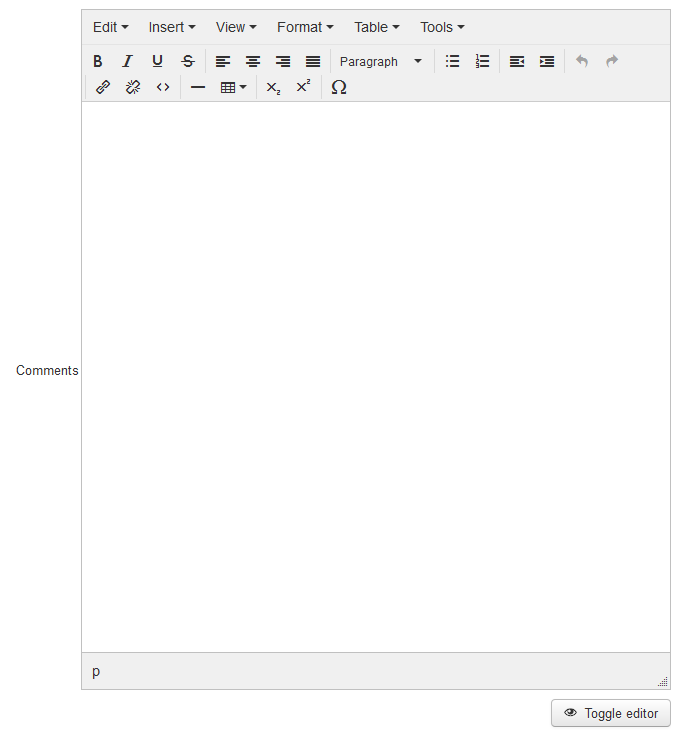 Edit Insert View Format Table Tools
B I U S Paragraph
Ω
Comments
p
Toggle editor